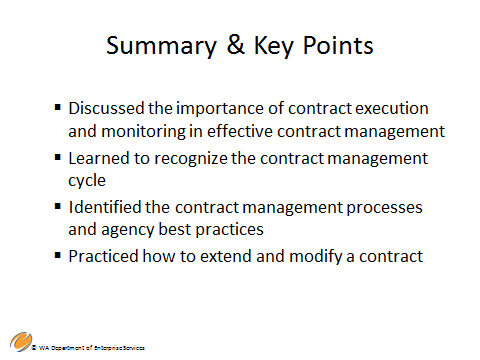 Summary & Key Points
▪ Discussed the importance of contract execution
and monitoring in effective contract management
▪ Learned to recognize the contract management
cycle
▪ Identified the contract management processes
and agency best practices
▪ Practiced how to extend and modify a contract
© WA Department of Enterprise Services